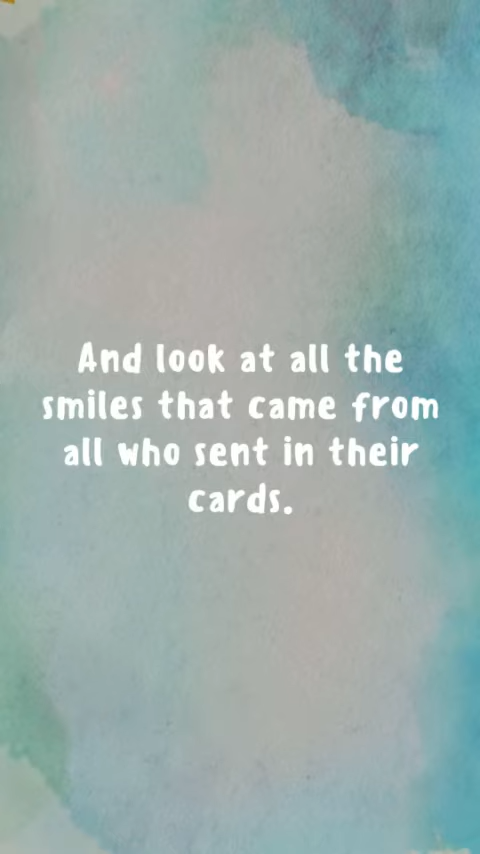 And look at all the
smiles that came from
all who sent in their
cards.